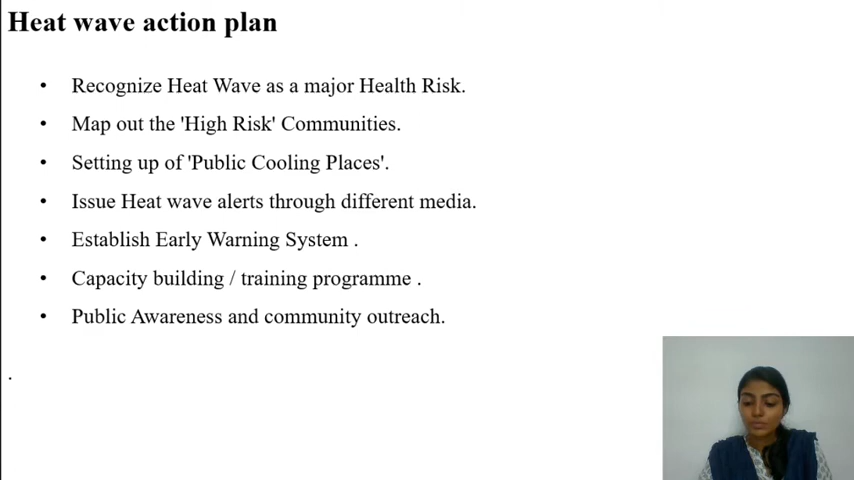 Heat wave action plan
• Recognize Heat Wave as a major Health Risk.
• Map out the 'High Risk' Communities.
• Setting up of 'Public Cooling Places'.
• Issue Heat wave alerts through different media.
• Establish Early Warning System .
• Capacity building / training programme .
• Public Awareness and community outreach.
.